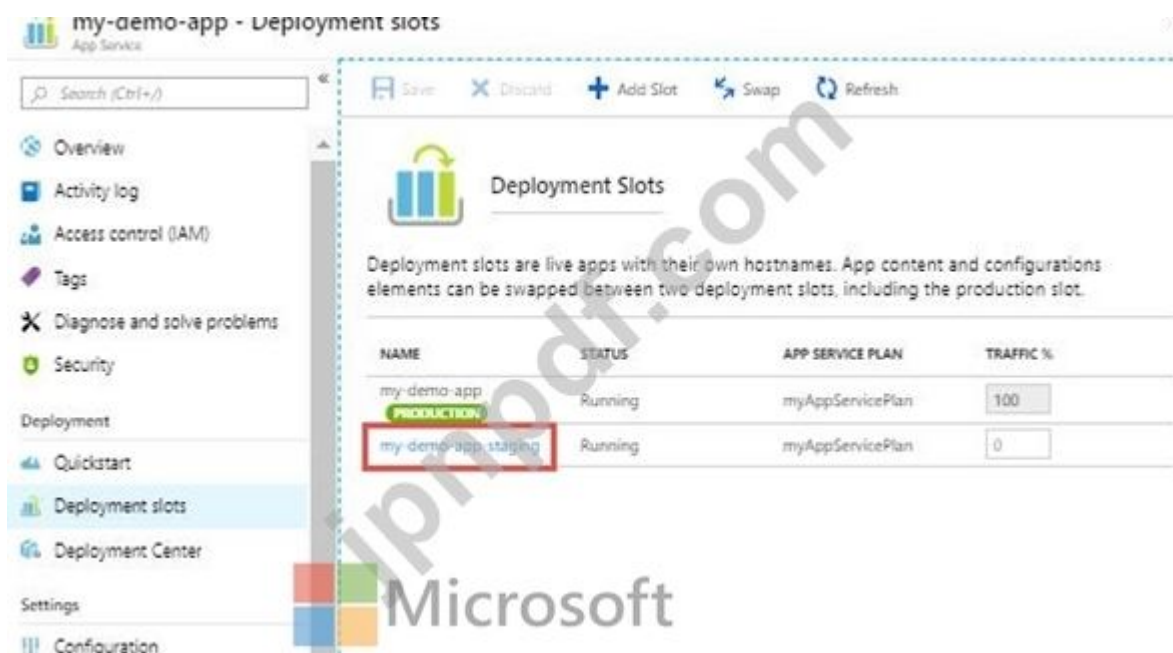 my-demo-app - Deployment slots
App Service
Search (Ctrl+/)
«
Save Discard Add Slot Swap Refresh
Overview
Activity log
Access control (IAM)
Tags
Diagnose and solve problems
Security
Deployment
Quickstart
Deployment slots
Deployment Center
Settings
Configuration
Deployment Slots
Deployment slots are live apps with their own hostnames. App content and configurations
elements can be swapped between two deployment slots, including the production slot.
NAME STATUS APP SERVICE PLAN TRAFFIC %
my-demo-app Running myAppServicePlan 100
PRODUCTION
my-demo-app-staging Running myAppServicePlan 0
jpnpdf.com
Microsoft